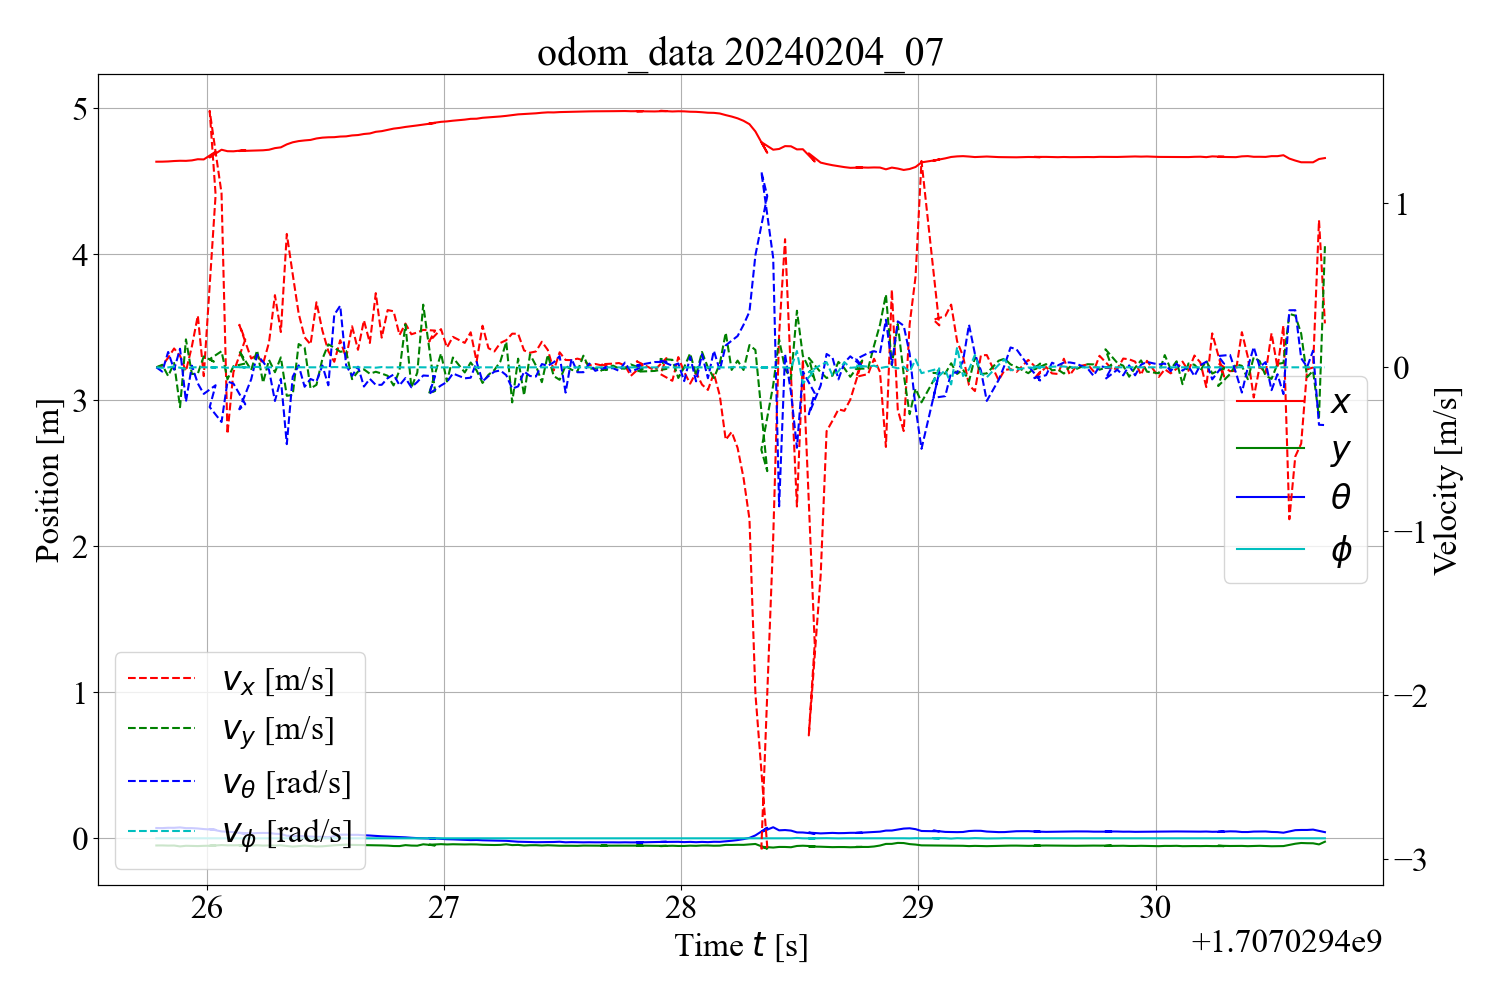 odom_data 20240204_07
5
4
3
2
1
0
Position [m]
1
0
−1
−2
−3
Velocity [m/s]
x
y
θ
ϕ
v_x [m/s]
v_y [m/s]
v_θ [rad/s]
v_ϕ [rad/s]
26 27 28 29 30
Time t [s]
+1.7070294e9